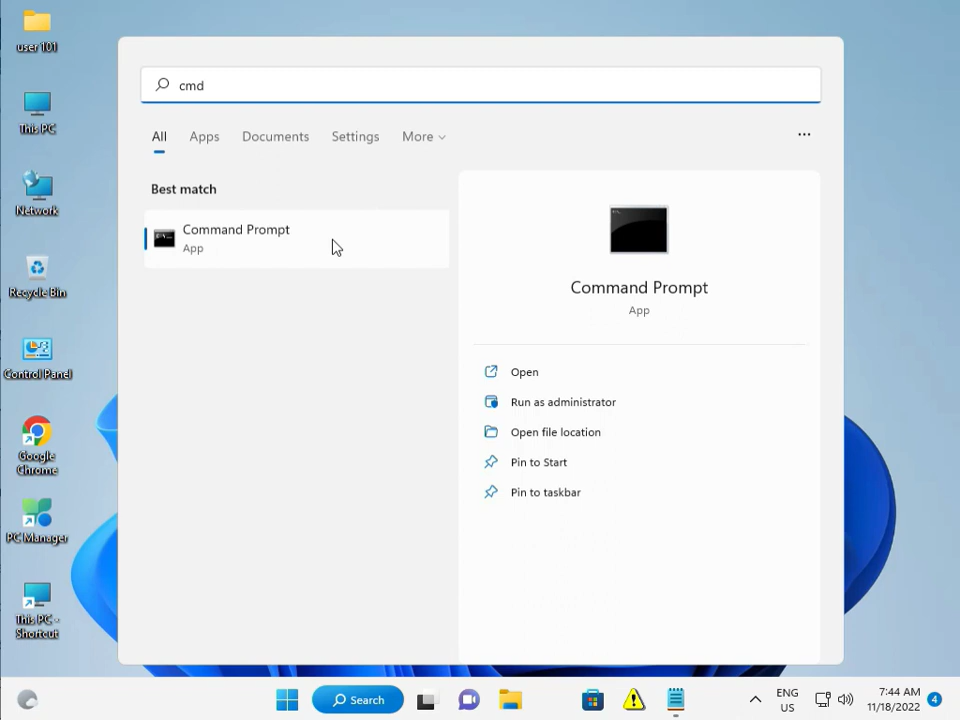 user 101
This PC
Network
Recycle Bin
Control Panel
Google
Chrome
PC Manager
This PC -
Shortcut
cmd
All Apps Documents Settings More ...
Best match
Command Prompt
App
Command Prompt
App
Open
Run as administrator
Open file location
Pin to Start
Pin to taskbar
Search
ENG
US
7:44 AM
11/18/2022
4